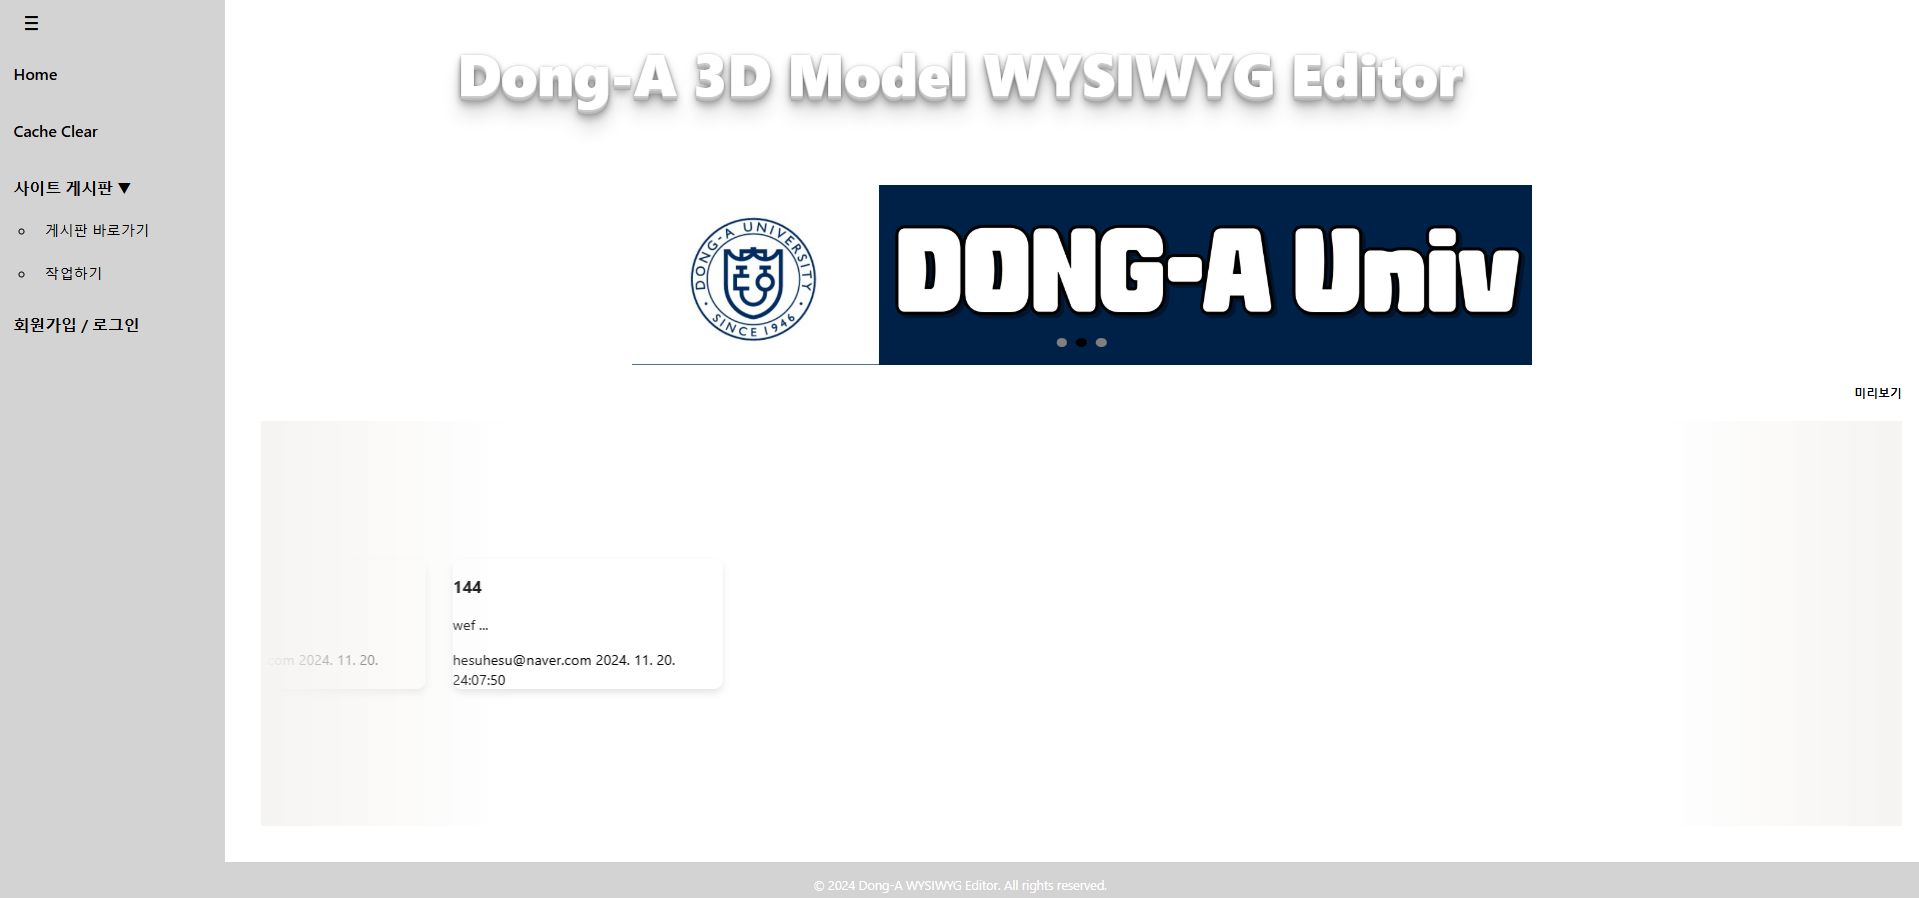 ☰
Dong-A 3D Model WYSIWYG Editor
Home
Cache Clear
사이트 게시판 ▼
게시판 바로가기
작업하기
회원가입 / 로그인
DONG-A UNIVERSITY
SINCE 1946
DONG-A Univ
미리보기
.com 2024. 11. 20.
144
wef ...
hesuhesu@naver.com 2024. 11. 20.
24:07:50
© 2024 Dong-A WYSIWYG Editor. All rights reserved.